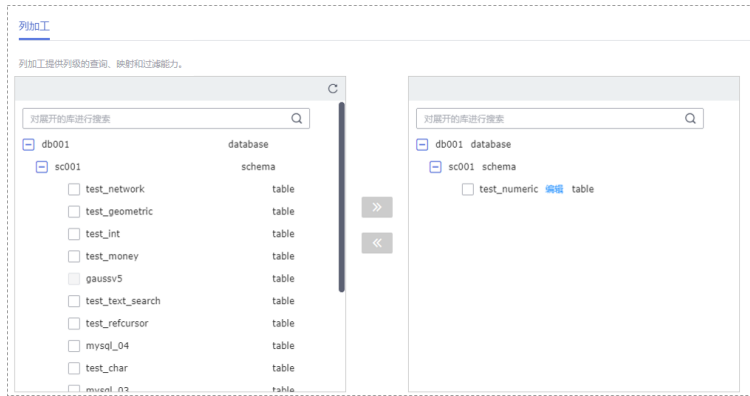 列加工
列加工提供列级的查询、映射和过滤能力。
对展开的库进行搜索
db001 database
sc001 schema
test_network table
test_geometric table
test_int table
test_money table
gaussv5 table
test_text_search table
test_refcursor table
mysql_04 table
test_char table
mysql_03 table
对展开的库进行搜索
db001 database
sc001 schema
test_numeric 编辑 table